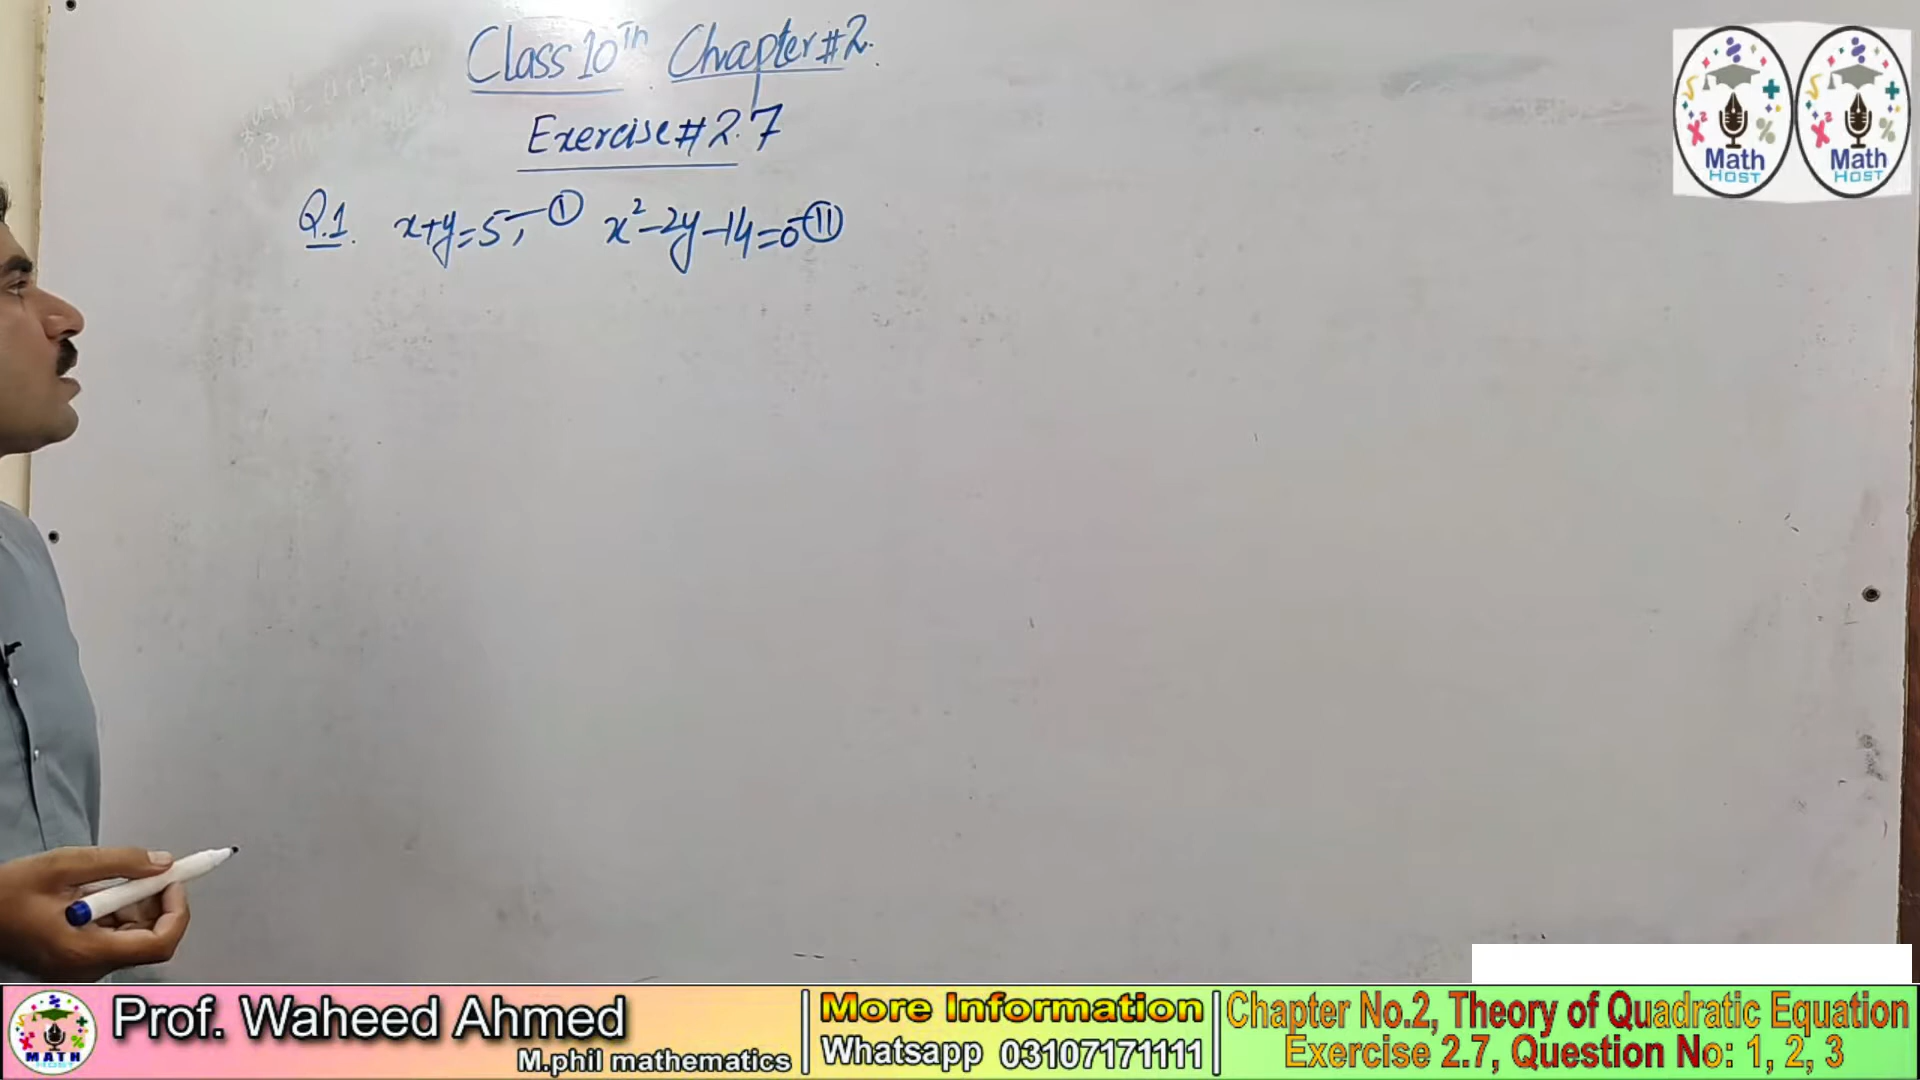 Class 10th Chapter #2.
Exercise #2.7
Q.1. x+y=5, —① x²-2y-14=0 —⑪
Math Host
Math Host
MATH
Prof. Waheed Ahmed
M.phil mathematics
More Information
Whatsapp 03107171111
Chapter No.2, Theory of Quadratic Equation
Exercise 2.7, Question No: 1, 2, 3